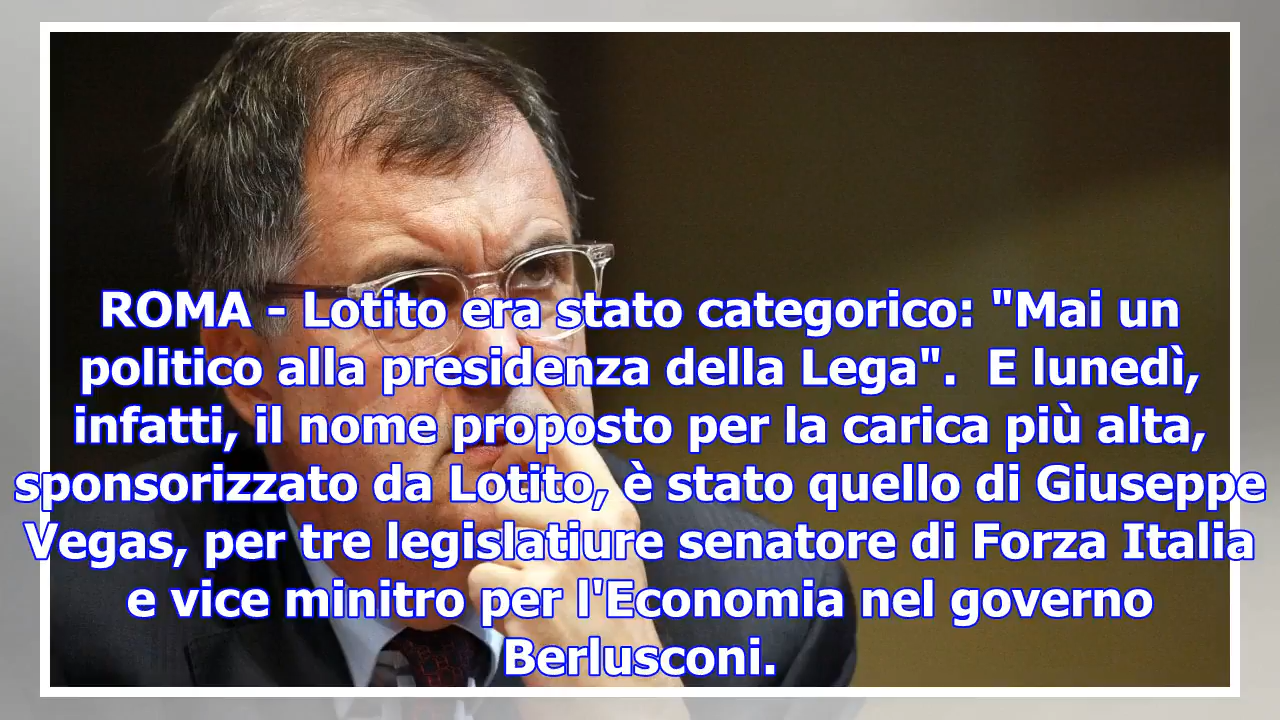 ROMA - Lotito era stato categorico: "Mai un
politico alla presidenza della Lega".  E lunedì,
infatti, il nome proposto per la carica più alta,
sponsorizzato da Lotito, è stato quello di Giuseppe
Vegas, per tre legislatiure senatore di Forza Italia
e vice minitro per l'Economia nel governo
Berlusconi.